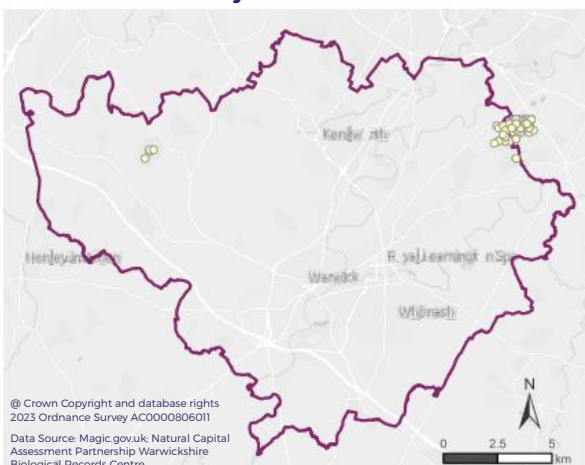 Warwick
N
@ Crown Copyright and database rights
2023 Ordnance Survey AC0000806011
Data Source: Magic.gov.uk; Natural Capital
Assessment Partnership Warwickshire
Biological Records Centre
0 2.5 5
km